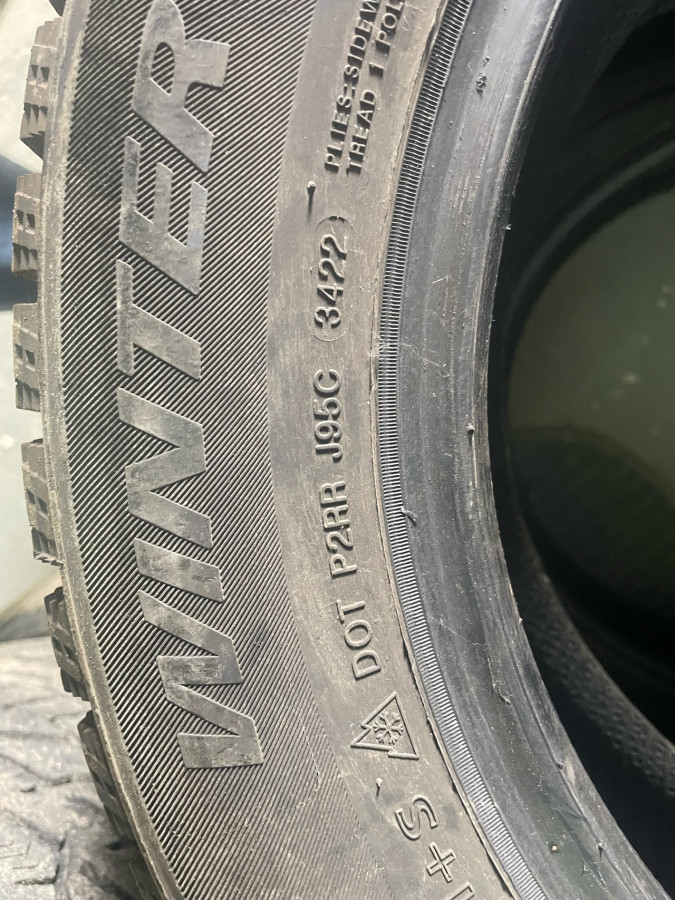 WINTER
PLIES-SIDEW
TREAD 1 POL
DOT P2RR J95C 3422
+S